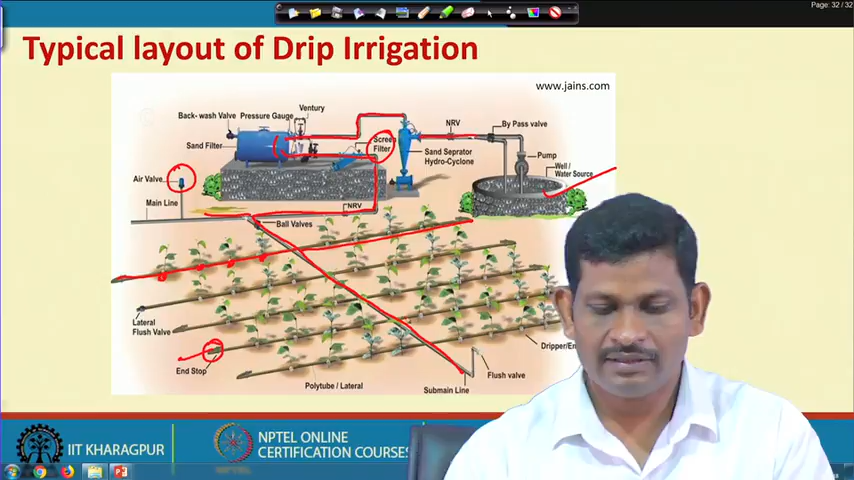 Page: 32 / 32
Typical layout of Drip Irrigation
www.jains.com
Ventury
Back-wash Valve
Pressure Gauge
NRV
By Pass valve
Screen
Filter
Sand Filter
Sand Seprator
Hydro-Cyclone
Pump
Well /
Water Source
Air Valve
Main Line
NRV
Ball Valves
Lateral
Flush Valve
End Stop
Polytube / Lateral
Submain Line
Flush valve
IIT KHARAGPUR
NPTEL ONLINE
CERTIFICATION COURSES